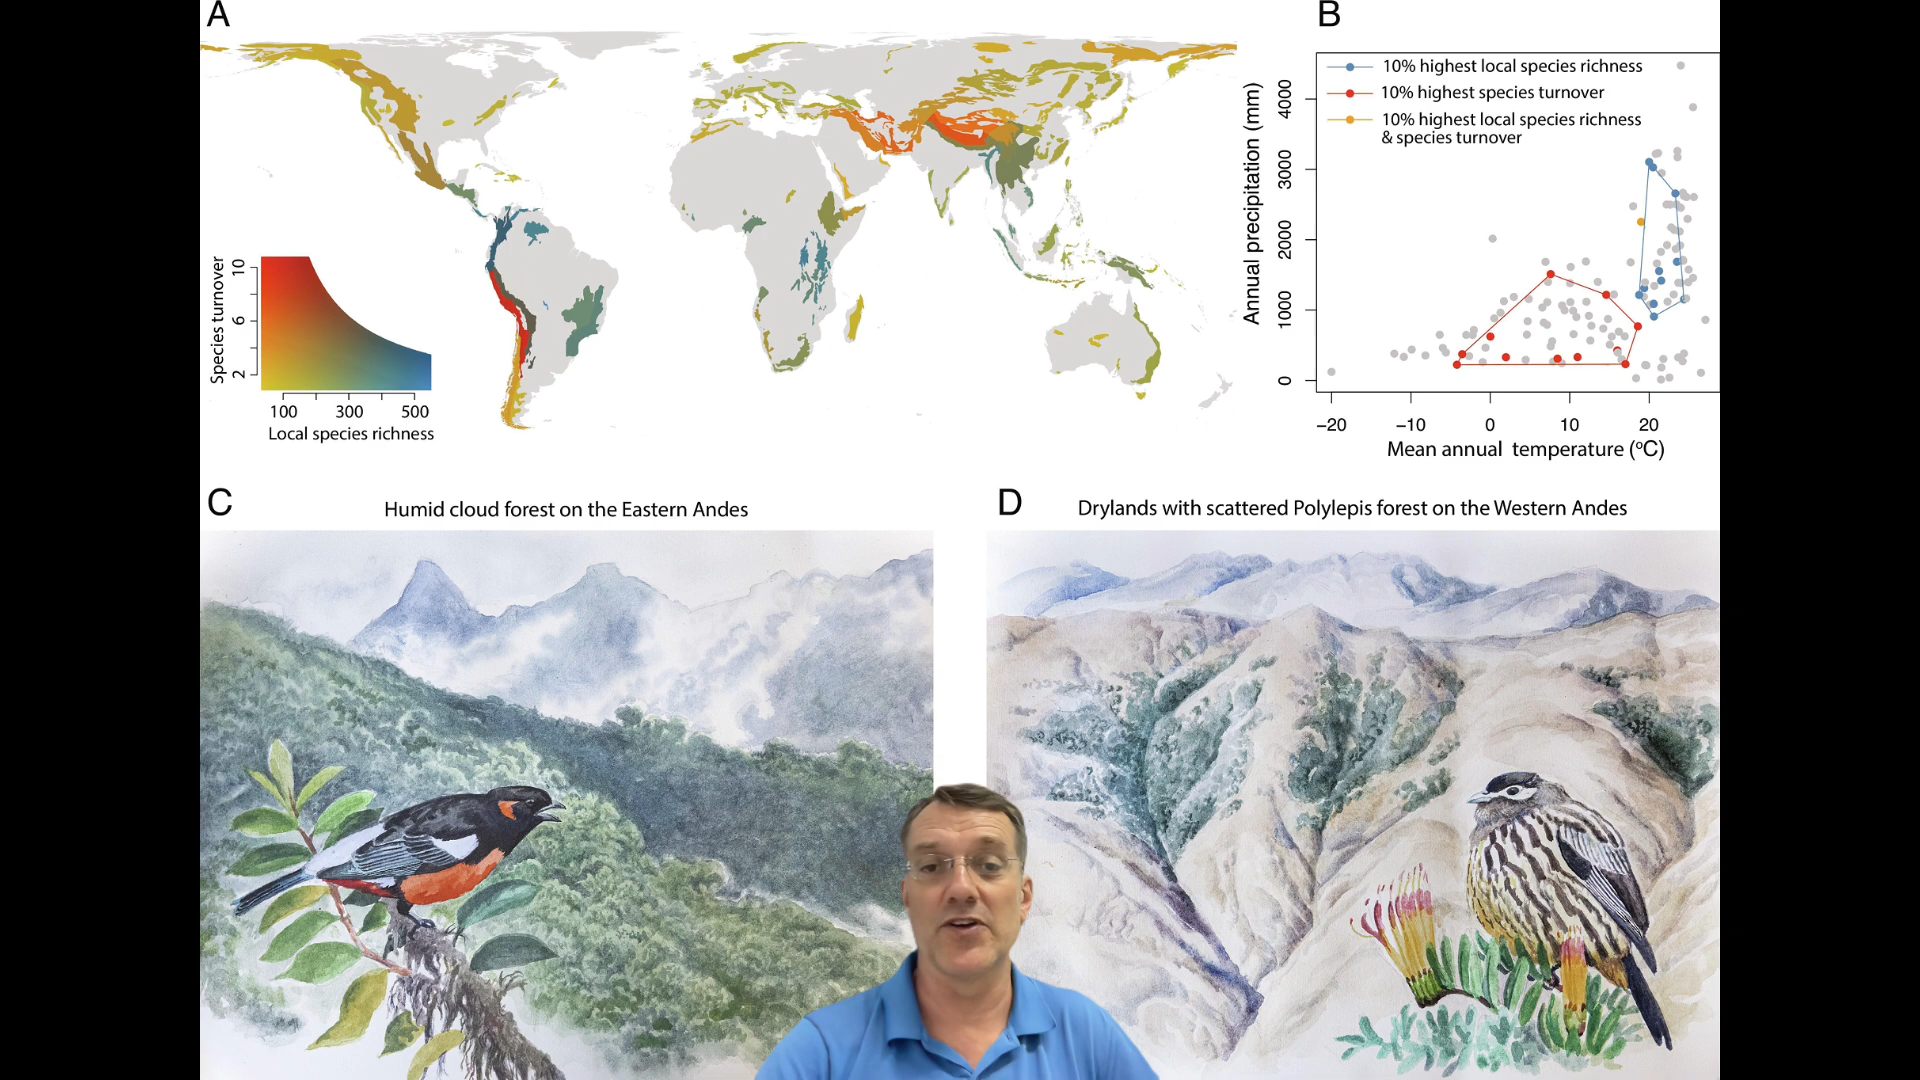 A
Species turnover
10
6
2
100
300
500
Local species richness
B
10% highest local species richness
10% highest species turnover
10% highest local species richness
& species turnover
Annual precipitation (mm)
4000
3000
2000
1000
0
−20
−10
0
10
20
Mean annual temperature (ºC)
C
Humid cloud forest on the Eastern Andes
D
Drylands with scattered Polylepis forest on the Western Andes